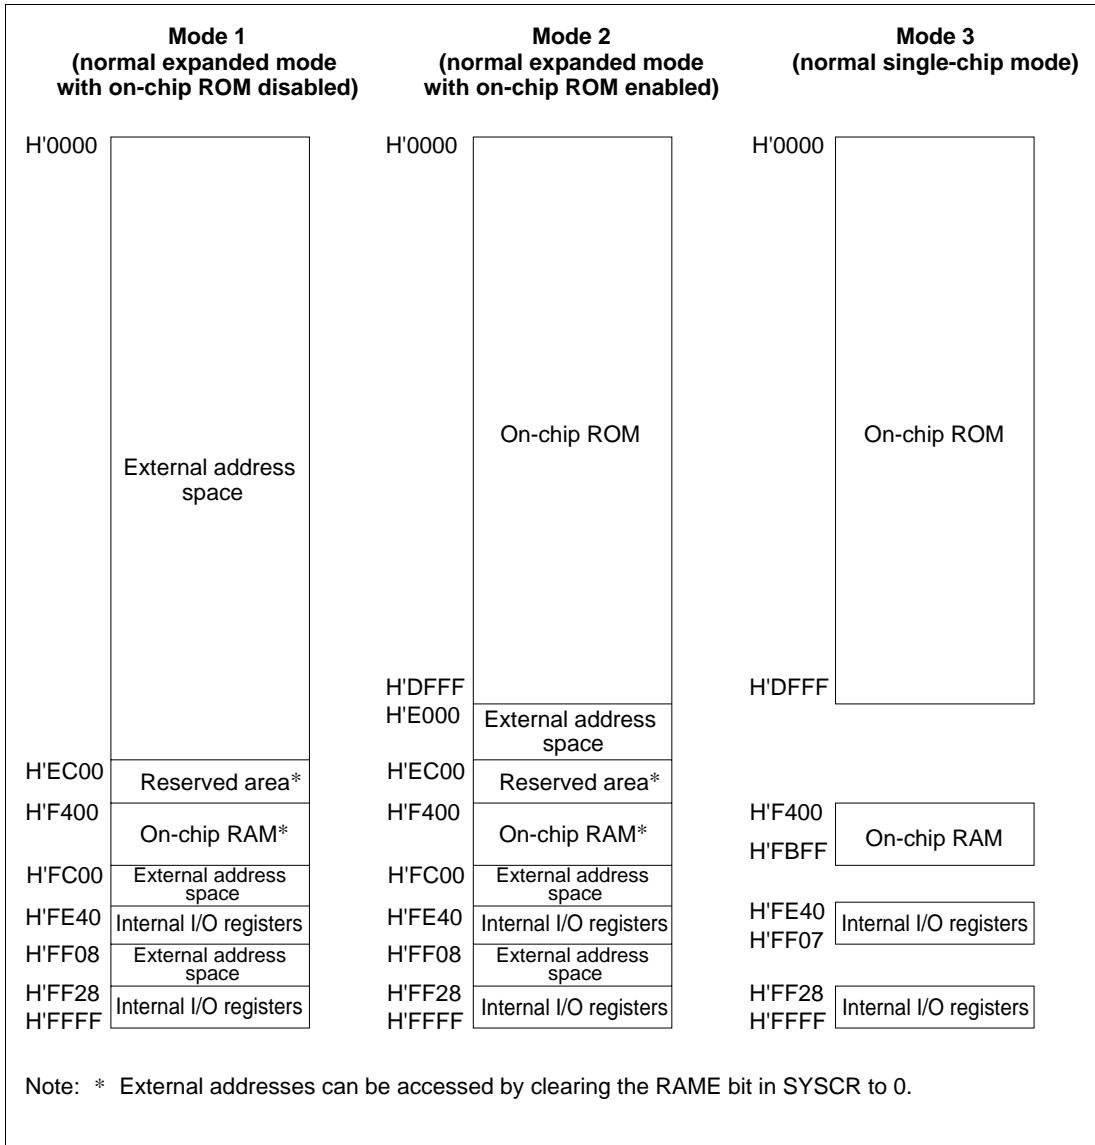 Mode 1
(normal expanded mode
with on-chip ROM disabled)
H'0000
External address
space
H'EC00
Reserved area*
H'F400
On-chip RAM*
H'FC00
External address
space
H'FE40
Internal I/O registers
H'FF08
External address
space
H'FF28
Internal I/O registers
H'FFFF
Mode 2
(normal expanded mode
with on-chip ROM enabled)
H'0000
On-chip ROM
H'DFFF
H'E000
External address
space
H'EC00
Reserved area*
H'F400
On-chip RAM*
H'FC00
External address
space
H'FE40
Internal I/O registers
H'FF08
External address
space
H'FF28
Internal I/O registers
H'FFFF
Mode 3
(normal single-chip mode)
H'0000
On-chip ROM
H'DFFF
H'F400
On-chip RAM
H'FBFF
H'FE40
Internal I/O registers
H'FF07
H'FF28
Internal I/O registers
H'FFFF
Note: * External addresses can be accessed by clearing the RAME bit in SYSCR to 0.